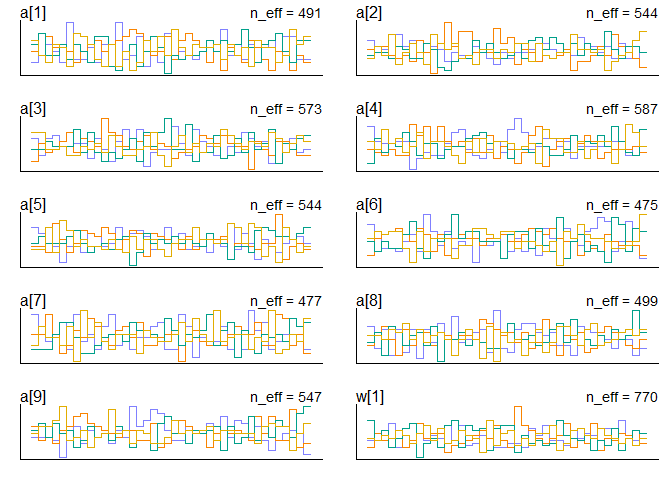 a[1] n_eff = 491
a[2] n_eff = 544
a[3] n_eff = 573
a[4] n_eff = 587
a[5] n_eff = 544
a[6] n_eff = 475
a[7] n_eff = 477
a[8] n_eff = 499
a[9] n_eff = 547
w[1] n_eff = 770